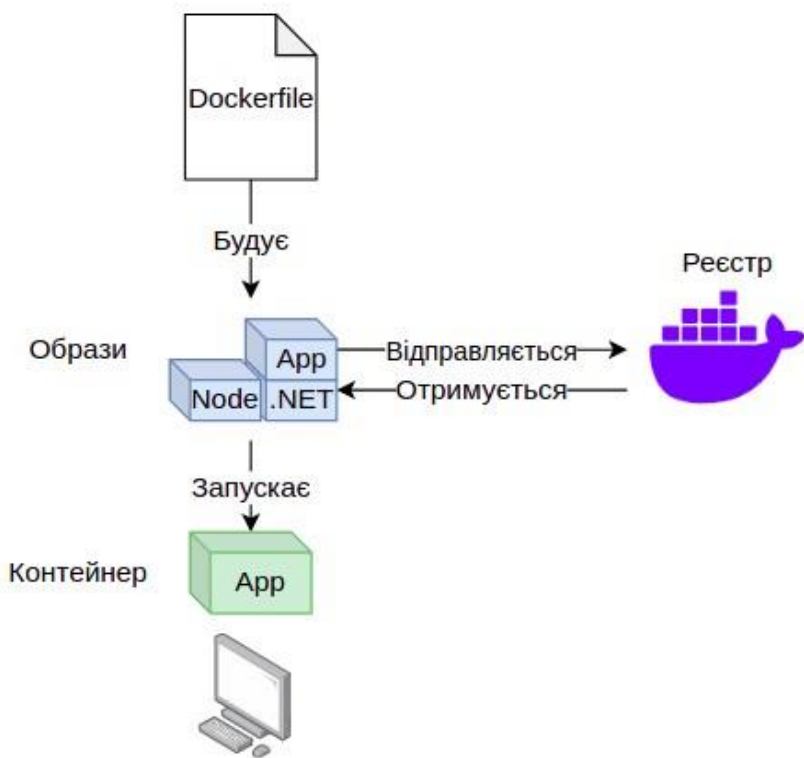 Dockerfile
Будує
Реєстр
Образи
App
Відправляється
Node
.NET
Отримується
Запускає
Контейнер
App